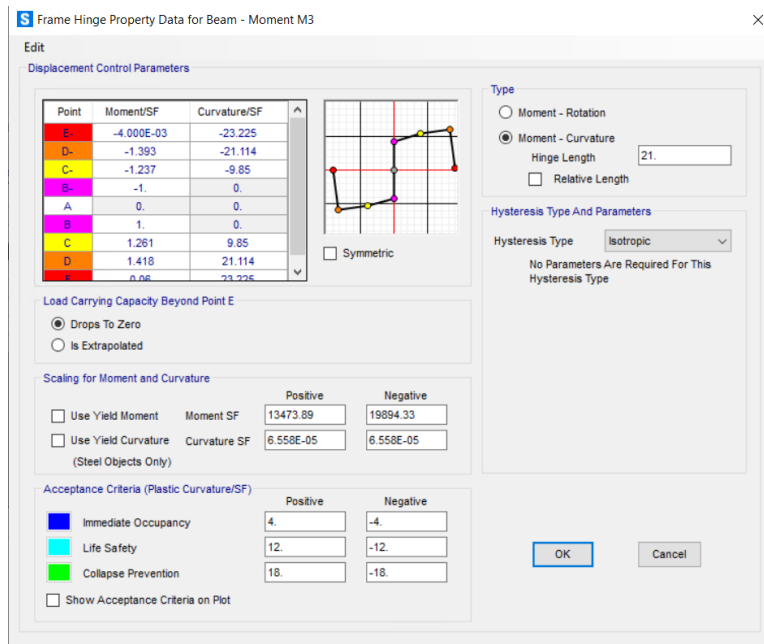 S Frame Hinge Property Data for Beam - Moment M3
Edit
Displacement Control Parameters
Point Moment/SF Curvature/SF
E- -4.000E-03 -23.225
D- -1.393 -21.114
C- -1.237 -9.85
B- -1. 0.
A 0. 0.
B 1. 0.
C 1.261 9.85
D 1.418 21.114
E 0.06 23.225
Symmetric
Load Carrying Capacity Beyond Point E
Drops To Zero
Is Extrapolated
Scaling for Moment and Curvature
Positive Negative
Use Yield Moment Moment SF 13473.89 19894.33
Use Yield Curvature Curvature SF 6.558E-05 6.558E-05
(Steel Objects Only)
Acceptance Criteria (Plastic Curvature/SF)
Positive Negative
Immediate Occupancy 4. -4.
Life Safety 12. -12.
Collapse Prevention 18. -18.
Show Acceptance Criteria on Plot
Type
Moment - Rotation
Moment - Curvature
Hinge Length 21.
Relative Length
Hysteresis Type And Parameters
Hysteresis Type Isotropic
No Parameters Are Required For This
Hysteresis Type
OK Cancel